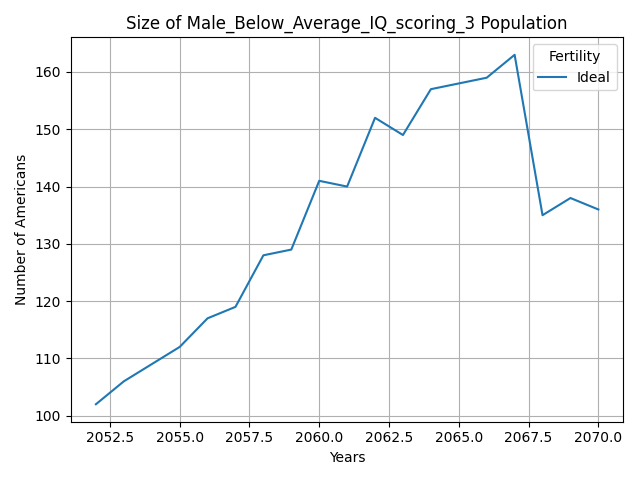 Size of Male_Below_Average_IQ_scoring_3 Population
Fertility
Ideal
Number of Americans
160
150
140
130
120
110
100
2052.5 2055.0 2057.5 2060.0 2062.5 2065.0 2067.5 2070.0
Years